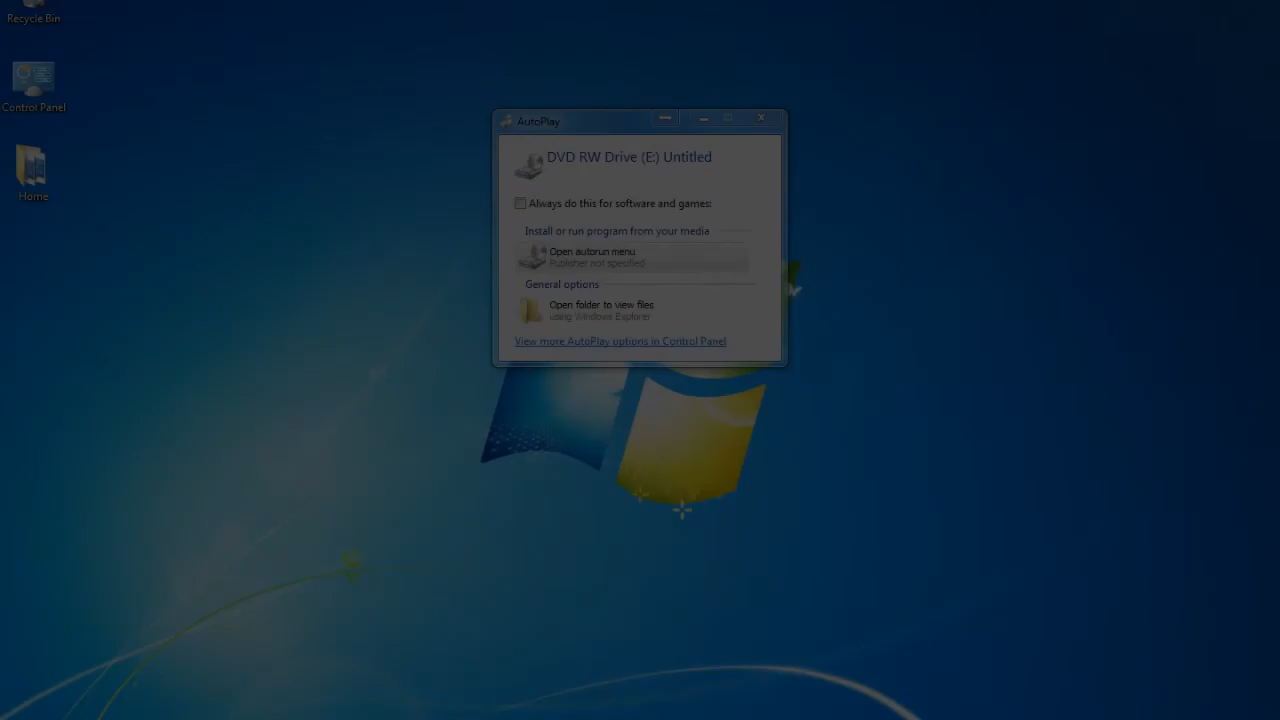 Recycle Bin
Control Panel
Home
AutoPlay
DVD RW Drive (E:) Untitled
Always do this for software and games:
Install or run program from your media
Open autorun menu
Publisher not specified
General options
Open folder to view files
using Windows Explorer
View more AutoPlay options in Control Panel